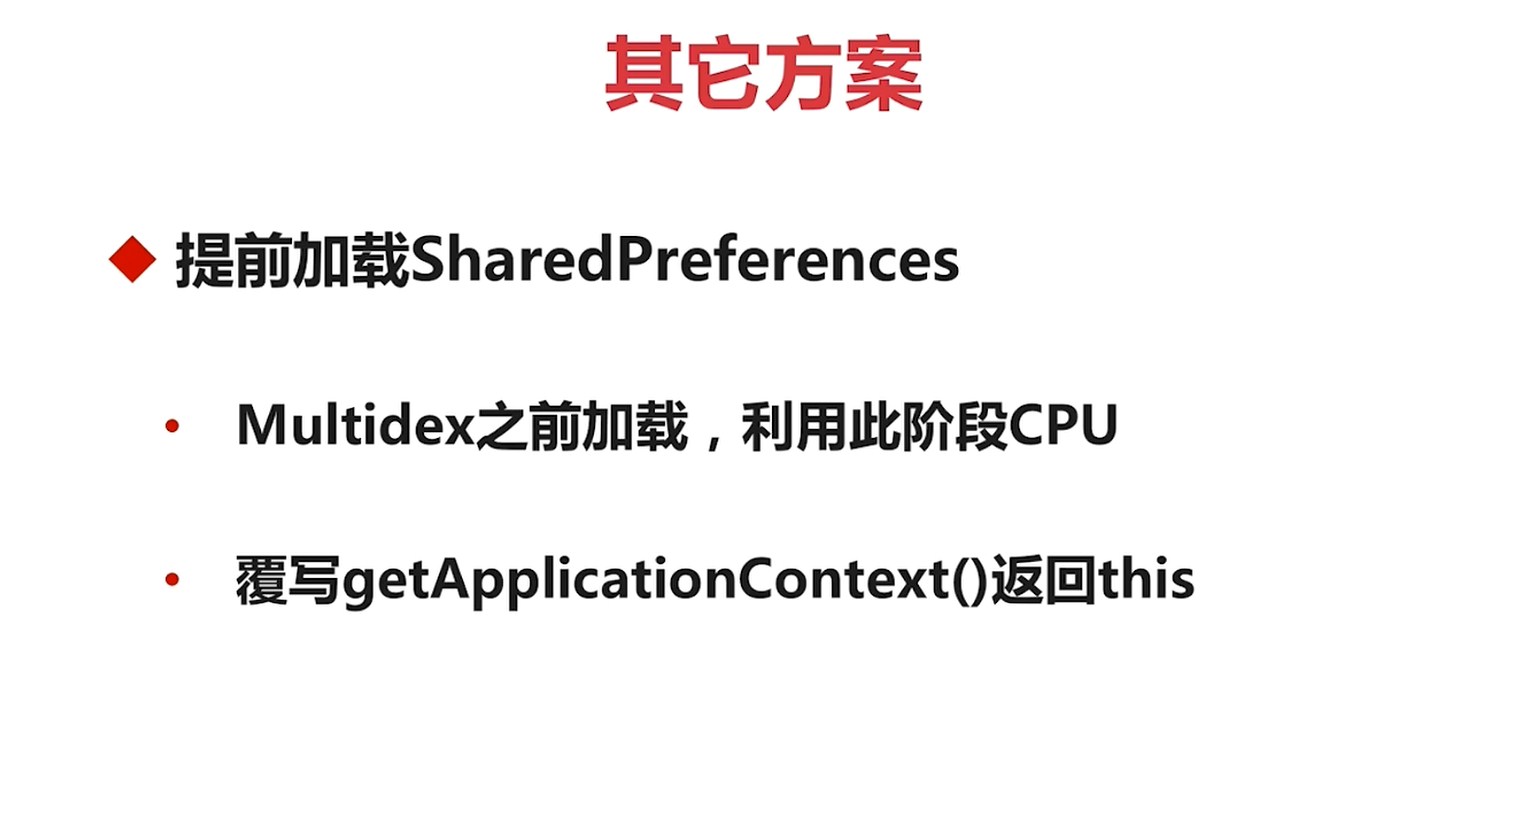 其它方案
提前加载SharedPreferences
Multidex之前加载，利用此阶段CPU
覆写getApplicationContext()返回this